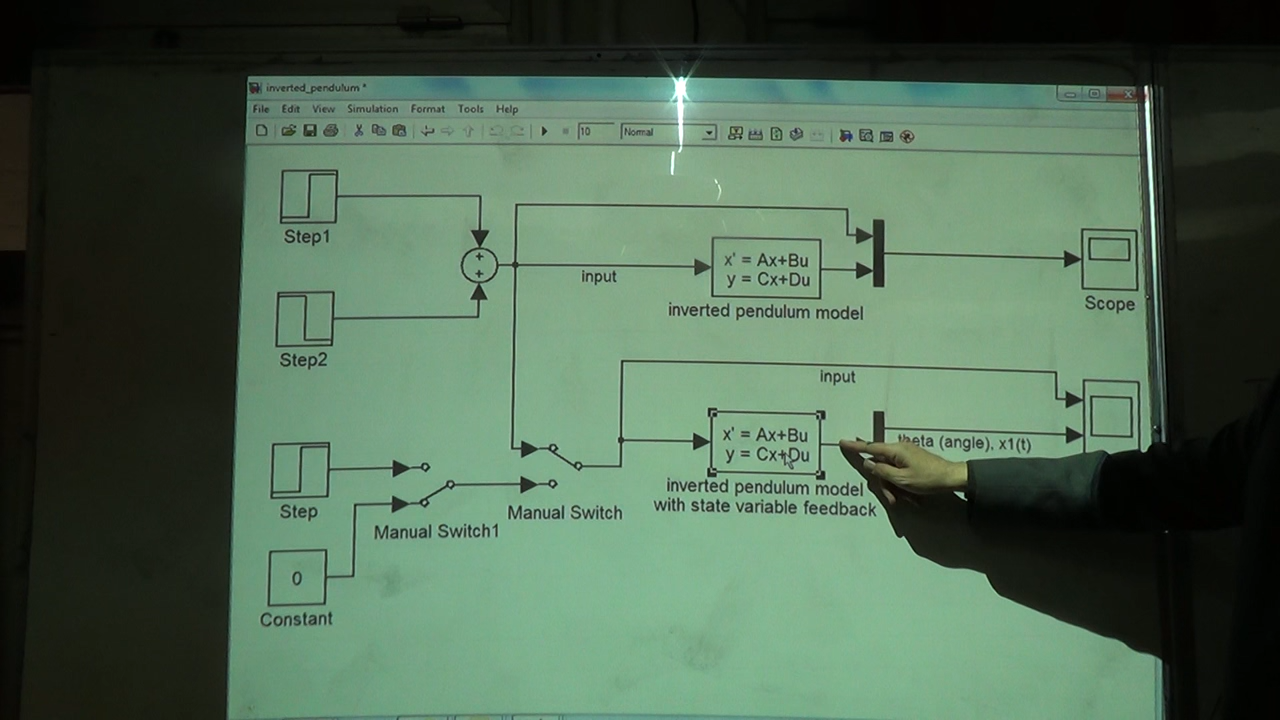 inverted_pendulum *
File Edit View Simulation Format Tools Help
10 Normal
Step1
+
+
input
x' = Ax+Bu
y = Cx+Du
inverted pendulum model
Scope
Step2
input
x' = Ax+Bu
y = Cx+Du
theta (angle), x1(t)
inverted pendulum model
with state variable feedback
Step
Manual Switch1
Manual Switch
0
Constant